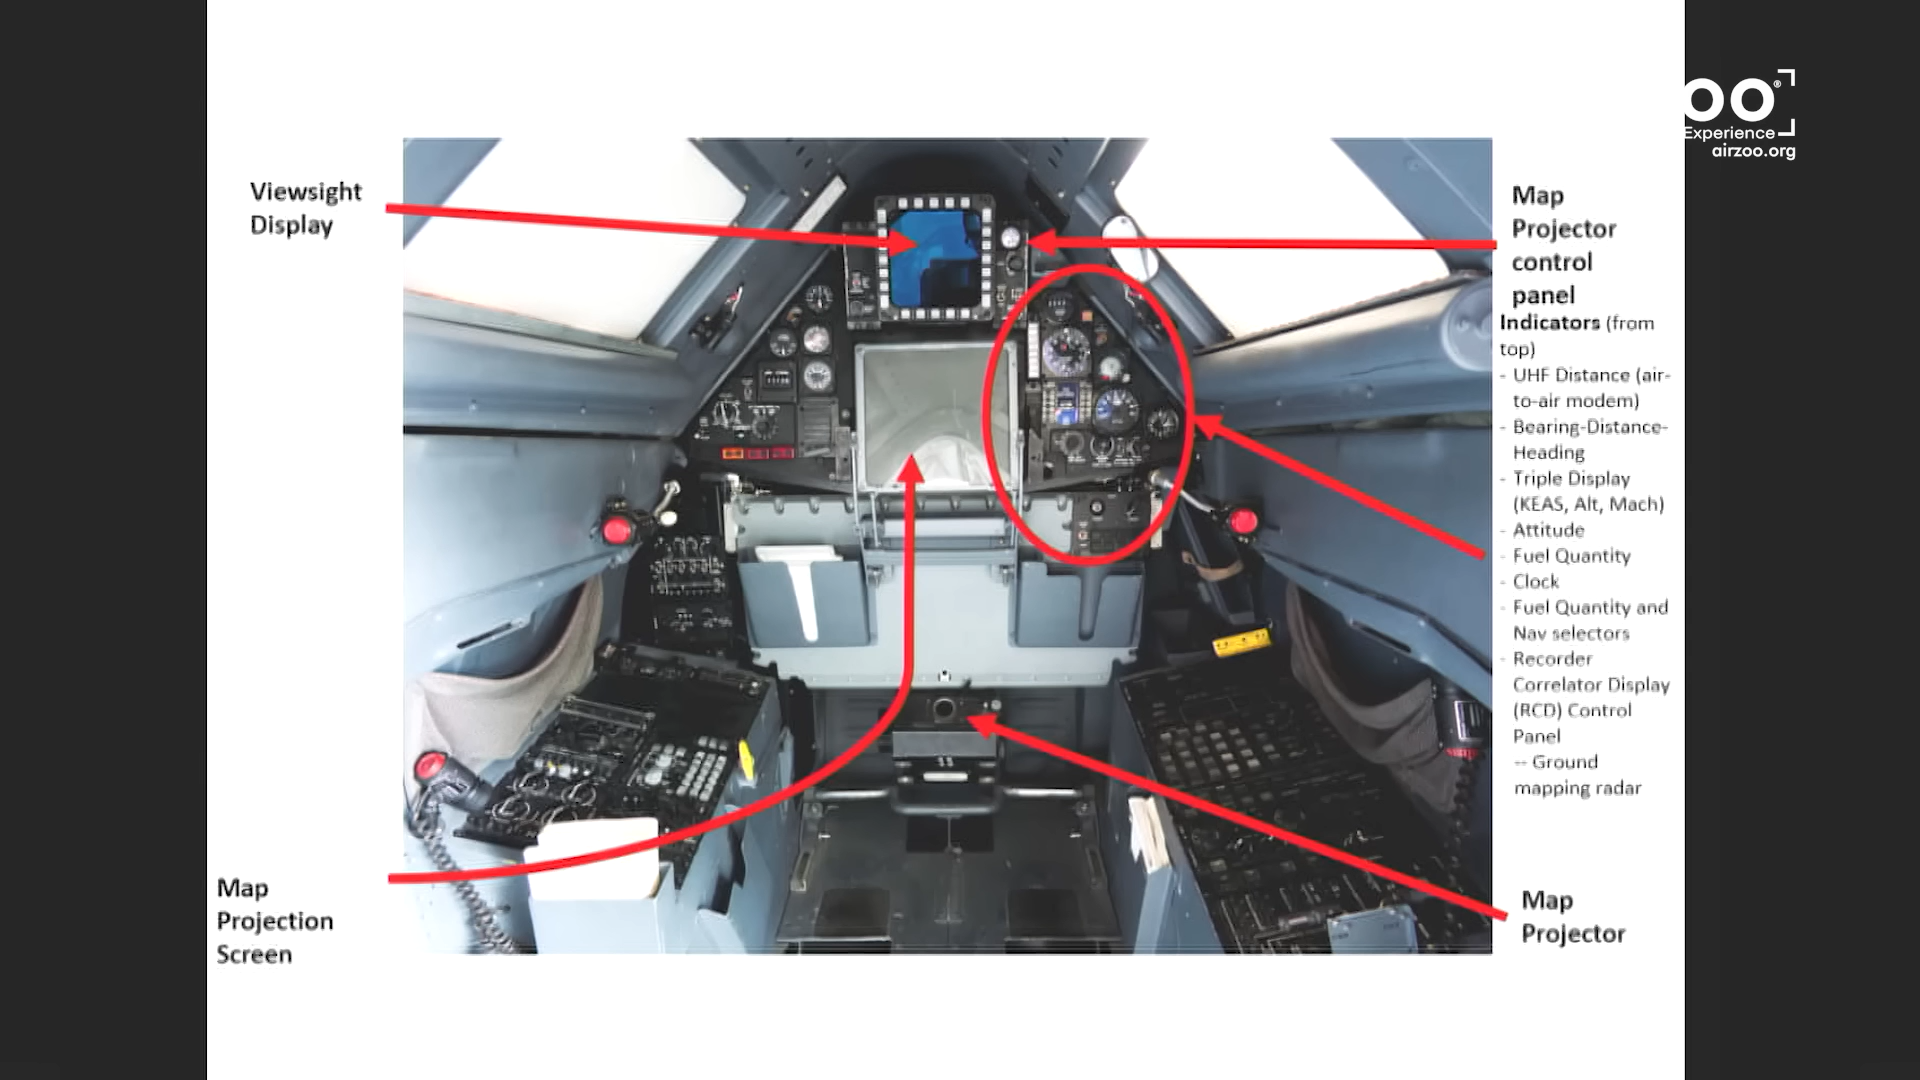 OO®
Experience
airzoo.org
Viewsight
Display
Map
Projector
control
panel
Indicators (from
top)
- UHF Distance (air-
to-air modem)
- Bearing-Distance-
Heading
- Triple Display
(KEAS, Alt, Mach)
- Attitude
- Fuel Quantity
- Clock
- Fuel Quantity and
Nav selectors
- Recorder
Correlator Display
(RCD) Control
Panel
-- Ground
mapping radar
Map
Projection
Screen
Map
Projector